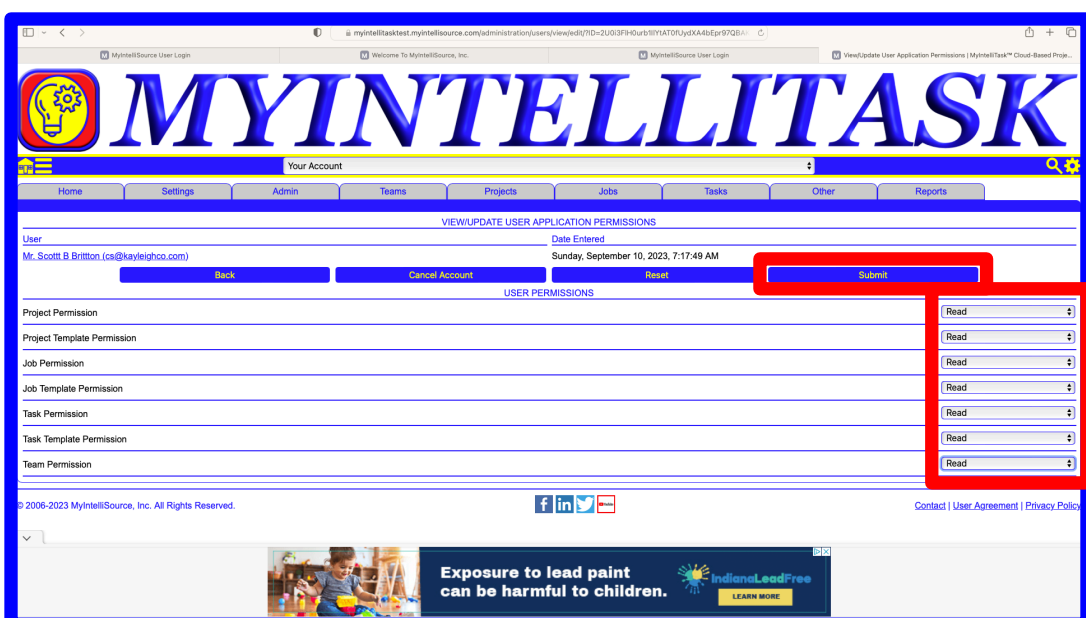 myintellitasktest.myintellisource.com/administration/users/view/edit/?ID=2U0i3FlH0urb1IlYtAT0fUydXA4bEpr97QBA
MyIntelliSource User Login
Welcome To MyIntelliSource, Inc.
MyIntelliSource User Login
View/Update User Application Permissions | MyIntelliTask™ Cloud-Based Proje...
MYINTELLITASK
Your Account
Home Settings Admin Teams Projects Jobs Tasks Other Reports
VIEW/UPDATE USER APPLICATION PERMISSIONS
User Date Entered
Mr. Scottt B Brittton (cs@kayleighco.com) Sunday, September 10, 2023, 7:17:49 AM
Back Cancel Account Reset Submit
USER PERMISSIONS
Project Permission Read
Project Template Permission Read
Job Permission Read
Job Template Permission Read
Task Permission Read
Task Template Permission Read
Team Permission Read
© 2006-2023 MyIntelliSource, Inc. All Rights Reserved. Contact | User Agreement | Privacy Policy
Exposure to lead paint
can be harmful to children.
IndianaLeadFree
LEARN MORE